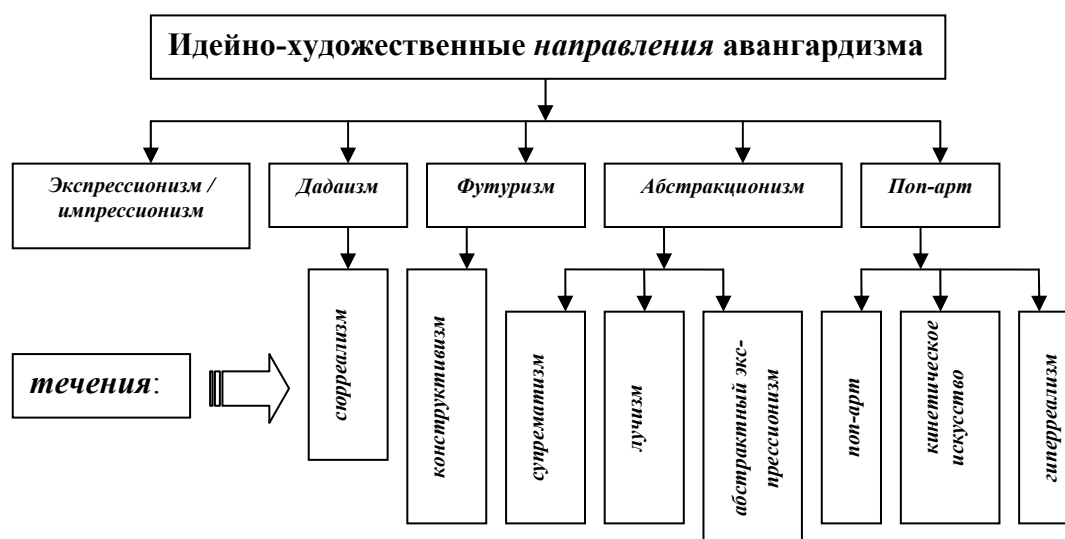 Идейно-художественные направления авангардизма
Экспрессионизм /
импрессионизм
Дадаизм
Футуризм
Абстракционизм
Поп-арт
течения:
сюрреализм
конструктивизм
супрематизм
лучизм
абстрактный экс-
прессионизм
поп-арт
кинетическое
искусство
гиперреализм